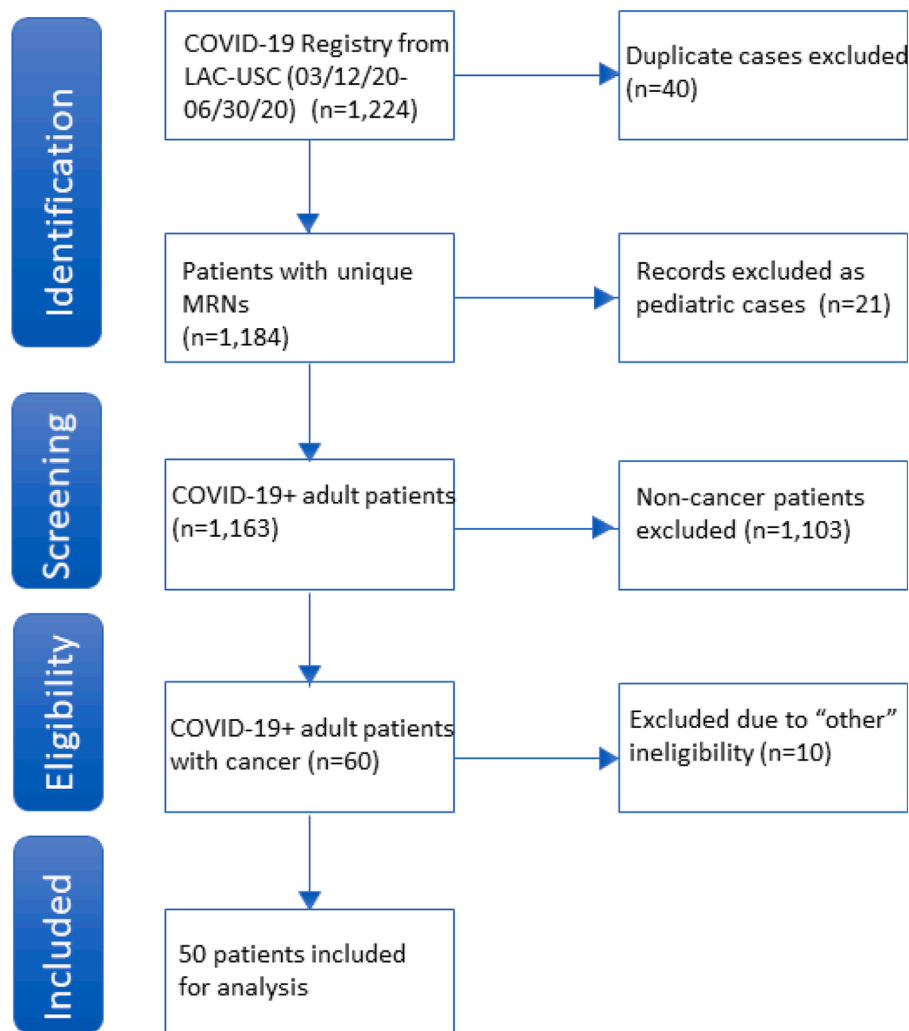 Identification
COVID-19 Registry from
LAC-USC (03/12/20-
06/30/20) (n=1,224)
Duplicate cases excluded
(n=40)
Patients with unique
MRNs
(n=1,184)
Records excluded as
pediatric cases (n=21)
Screening
COVID-19+ adult patients
(n=1,163)
Non-cancer patients
excluded (n=1,103)
Eligibility
COVID-19+ adult patients
with cancer (n=60)
Excluded due to “other”
ineligibility (n=10)
Included
50 patients included
for analysis